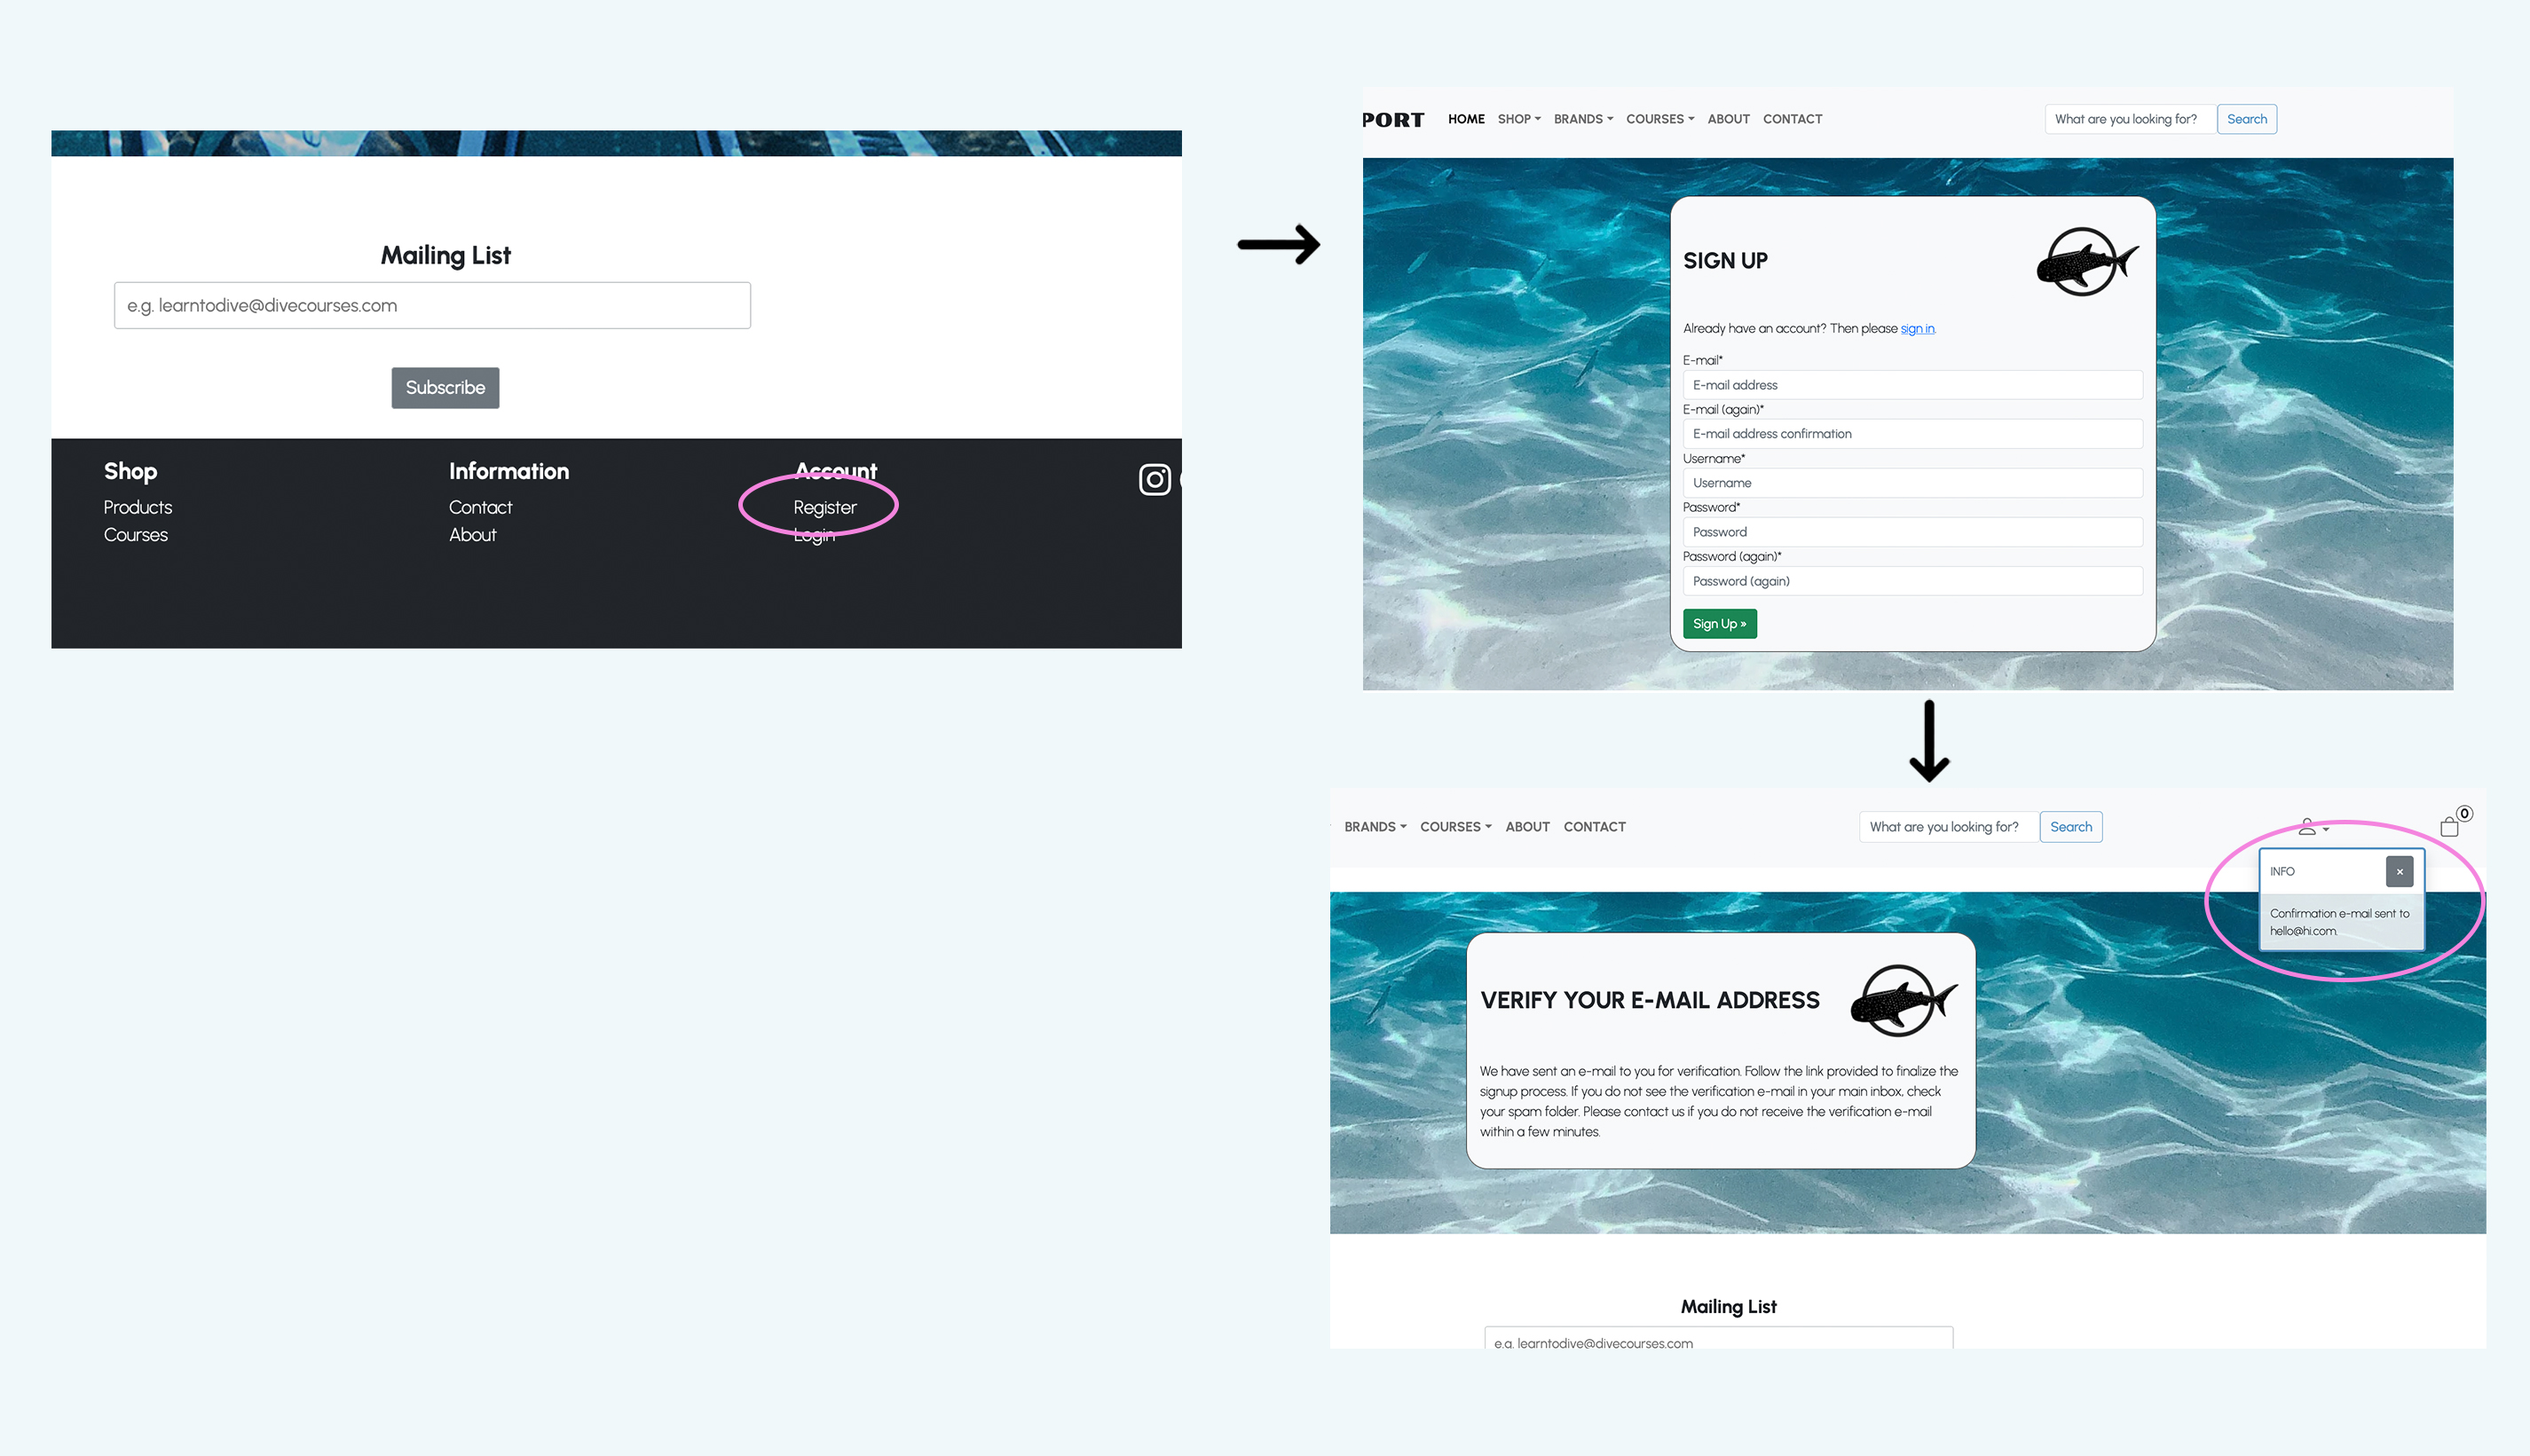 Mailing List
e.g. learntodive@divecourses.com
Subscribe
Shop
Products
Courses
Information
Contact
About
Account
Register
Login
PORT
HOME SHOP BRANDS COURSES ABOUT CONTACT
What are you looking for? Search
SIGN UP
Already have an account? Then please sign in.
E-mail*
E-mail address
E-mail (again)*
E-mail address confirmation
Username*
Username
Password*
Password
Password (again)*
Password (again)
Sign Up »
BRANDS COURSES ABOUT CONTACT
What are you looking for? Search
0
INFO ×
Confirmation e-mail sent to
hello@hi.com.
VERIFY YOUR E-MAIL ADDRESS
We have sent an e-mail to you for verification. Follow the link provided to finalize the
signup process. If you do not see the verification e-mail in your main inbox, check
your spam folder. Please contact us if you do not receive the verification e-mail
within a few minutes.
Mailing List
e.g. learntodive@divecourses.com